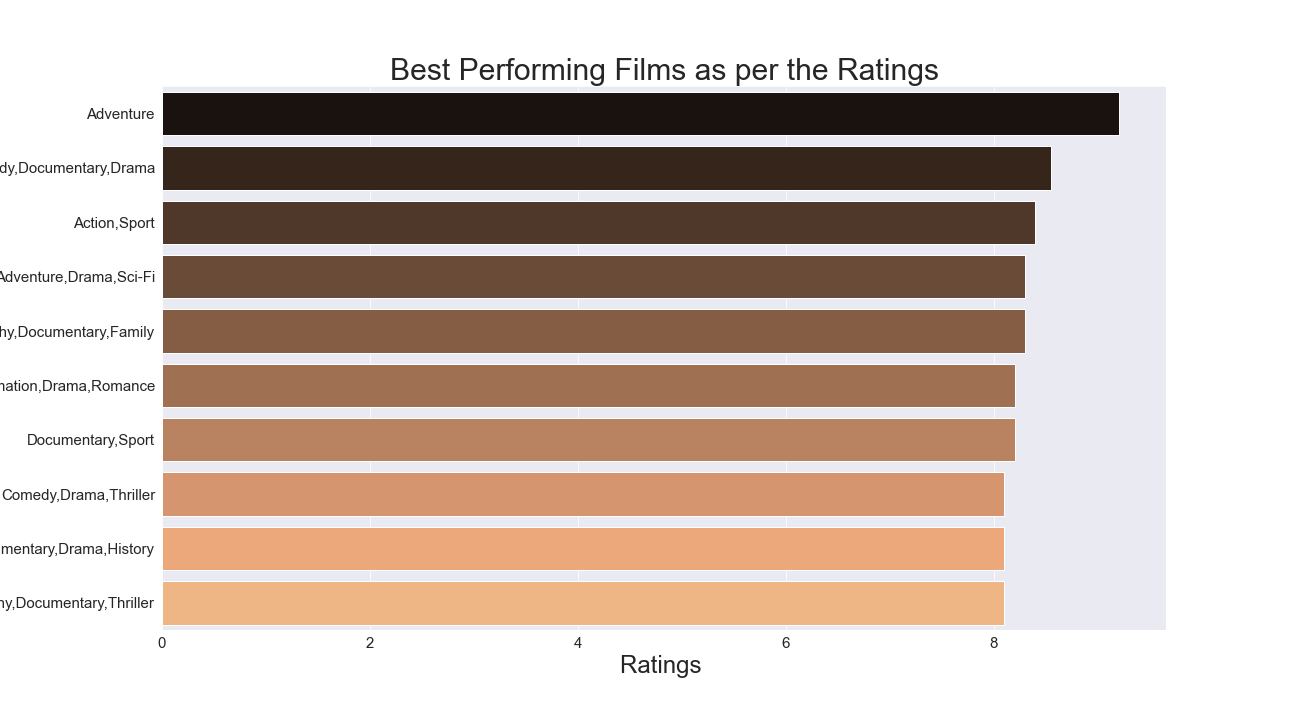 Best Performing Films as per the Ratings
Adventure
dy,Documentary,Drama
Action,Sport
Adventure,Drama,Sci-Fi
hy,Documentary,Family
mation,Drama,Romance
Documentary,Sport
Comedy,Drama,Thriller
mentary,Drama,History
hy,Documentary,Thriller
0 2 4 6 8
Ratings